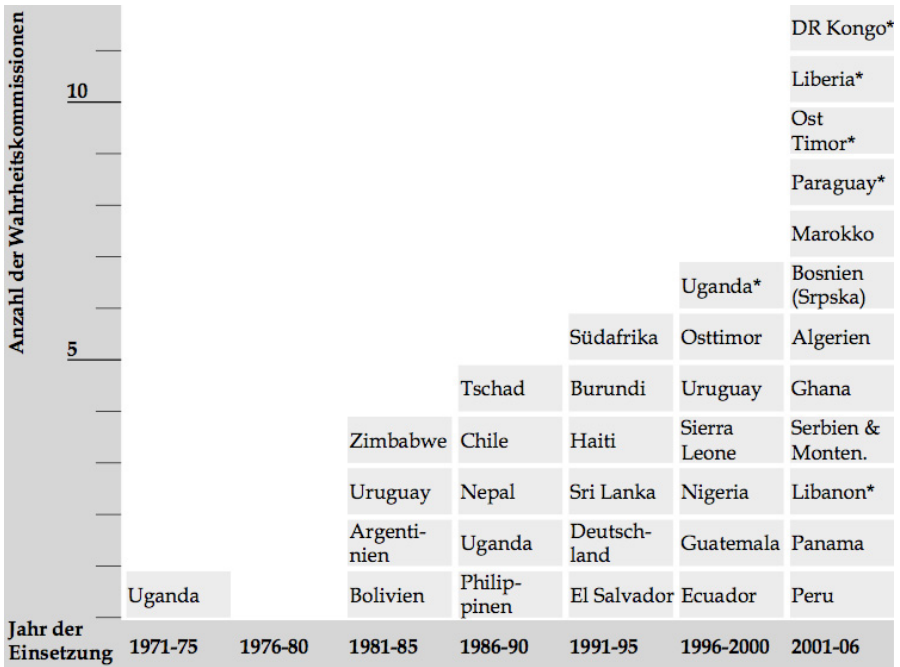 Anzahl der Wahrheitskommissionen
10
5
DR Kongo*
Liberia*
Ost
Timor*
Paraguay*
Marokko
Uganda*
Bosnien
(Srpska)
Südafrika
Osttimor
Algerien
Tschad
Burundi
Uruguay
Ghana
Zimbabwe
Chile
Haiti
Sierra
Leone
Serbien &
Monten.
Uruguay
Nepal
Sri Lanka
Nigeria
Libanon*
Argenti-
nien
Uganda
Deutsch-
land
Guatemala
Panama
Uganda
Bolivien
Philip-
pinen
El Salvador
Ecuador
Peru
Jahr der
Einsetzung
1971-75
1976-80
1981-85
1986-90
1991-95
1996-2000
2001-06